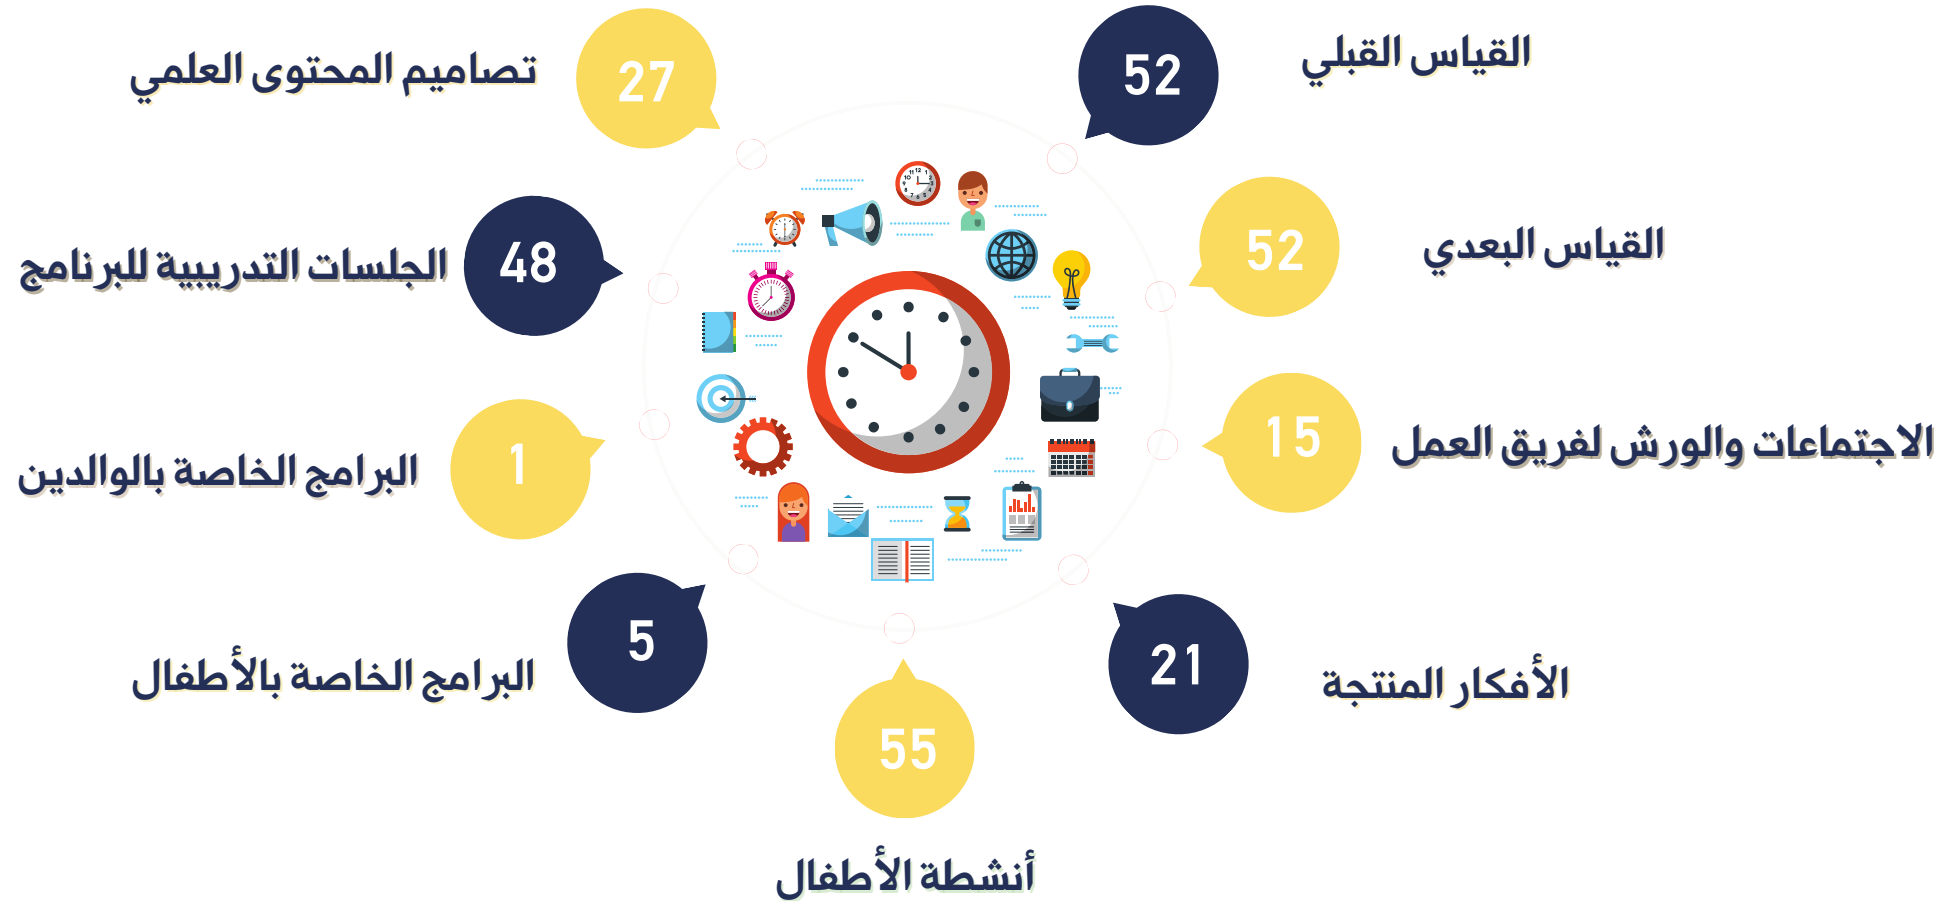 القياس القبلي
52
القياس البعدي
52
الاجتماعات والورش لفريق العمل
15
الأفكار المنتجة
21
أنشطة الأطفال
55
البرامج الخاصة بالأطفال
5
البرامج الخاصة بالوالدين
1
الجلسات التدريبية للبرنامج
48
تصاميم المحتوى العلمي
27